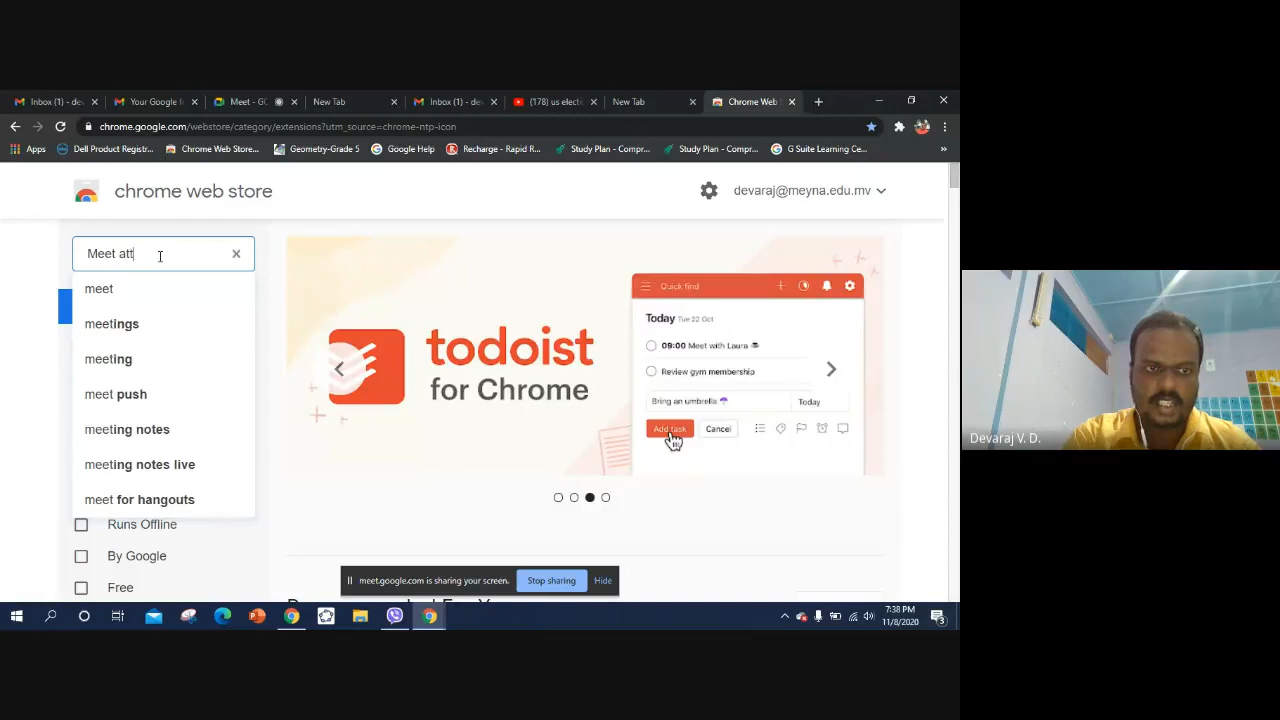 Inbox (1) - de
Your Google
Meet - GC
New Tab
Inbox (1) - dev
(178) us electi
New Tab
Chrome Web
chrome.google.com/webstore/category/extensions?utm_source=chrome-ntp-icon
Apps
Dell Product Registr...
Chrome Web Store...
Geometry-Grade 5
Google Help
Recharge - Rapid R...
Study Plan - Compr...
Study Plan - Compr...
G Suite Learning Ce...
chrome web store
devaraj@meyna.edu.mv
Meet att
meet
meetings
meeting
meet push
meeting notes
meeting notes live
meet for hangouts
Runs Offline
By Google
Free
todoist
for Chrome
Quick find
Today Tue 22 Oct
09:00 Meet with Laura
Review gym membership
Bring an umbrella
Today
Add task
Cancel
meet.google.com is sharing your screen.
Stop sharing
Hide
7:38 PM
11/8/2020
3
Devaraj V. D.